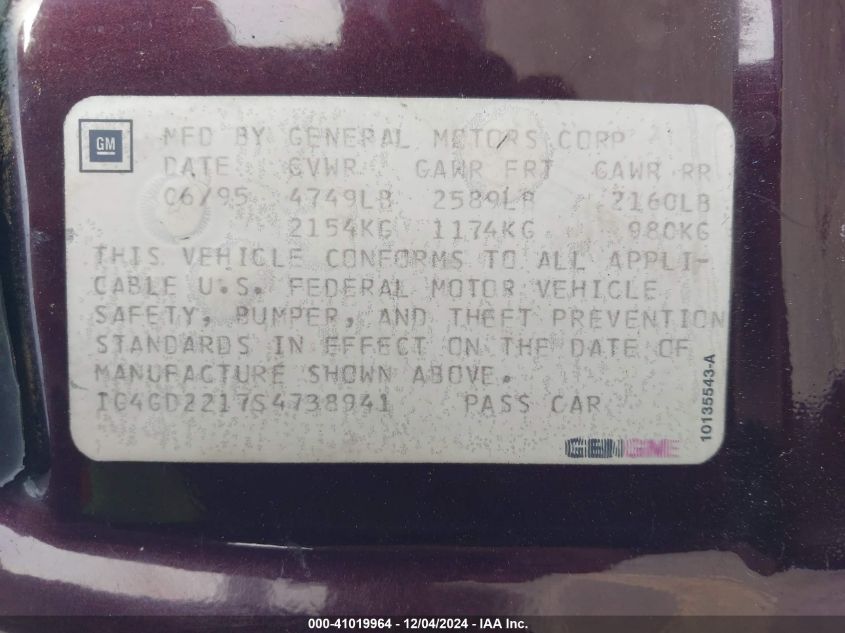 GM
MFD BY GENERAL MOTORS CORP
DATE GVWR GAWR FRT GAWR RR
06/95 4749LB 2589LB 2160LB
2154KG 1174KG 980KG
THIS VEHICLE CONFORMS TO ALL APPLI-
CABLE U.S. FEDERAL MOTOR VEHICLE
SAFETY, BUMPER, AND THEFT PREVENTION
STANDARDS IN EFFECT ON THE DATE OF
MANUFACTURE SHOWN ABOVE.
1G4GD2217S4738941 PASS CAR
10135543-A
000-41019964 - 12/04/2024 - IAA Inc.